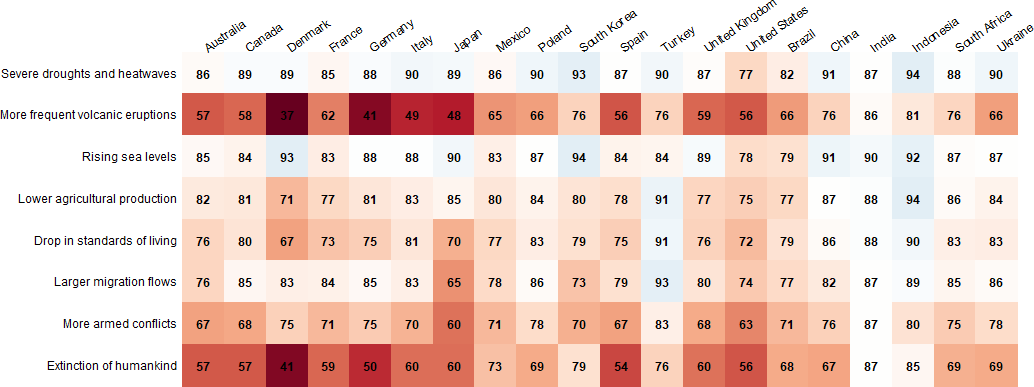 Australia Canada Denmark France Germany Italy Japan Mexico Poland South Korea Spain Turkey United Kingdom United States Brazil China India Indonesia South Africa Ukraine
Severe droughts and heatwaves 86 89 89 85 88 90 89 86 90 93 87 90 87 77 82 91 87 94 88 90
More frequent volcanic eruptions 57 58 37 62 41 49 48 65 66 76 56 76 59 56 66 76 86 81 76 66
Rising sea levels 85 84 93 83 88 88 90 83 87 94 84 84 89 78 79 91 90 92 87 87
Lower agricultural production 82 81 71 77 81 83 85 80 84 80 78 91 77 75 77 87 88 94 86 84
Drop in standards of living 76 80 67 73 75 81 70 77 83 79 75 91 76 72 79 86 88 90 83 83
Larger migration flows 76 85 83 84 85 83 65 78 86 73 79 93 80 74 77 82 87 89 85 86
More armed conflicts 67 68 75 71 75 70 60 71 78 70 67 83 68 63 71 76 87 80 75 78
Extinction of humankind 57 57 41 59 50 60 60 73 69 79 54 76 60 56 68 67 87 85 69 69